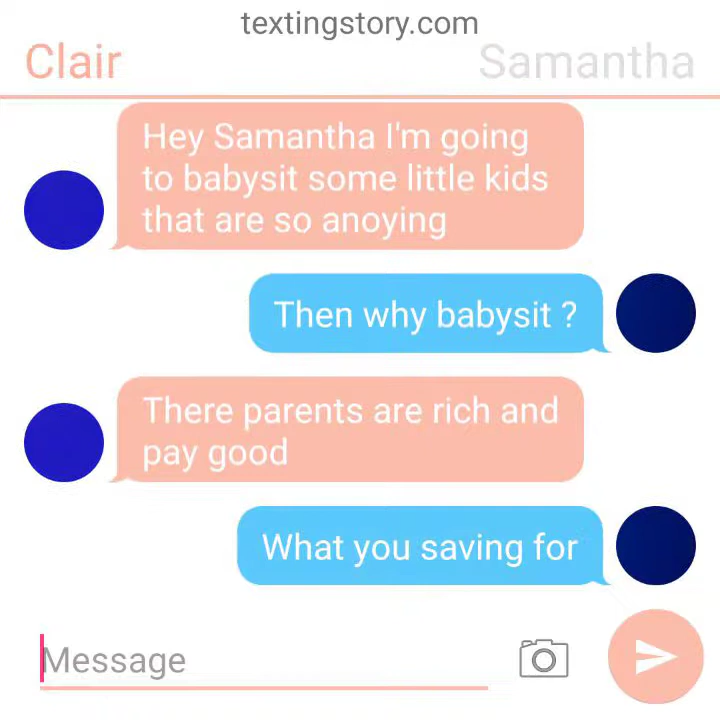 textingstory.com
Clair
Samantha
Hey Samantha I'm going
to babysit some little kids
that are so anoying
Then why babysit ?
There parents are rich and
pay good
What you saving for
Message